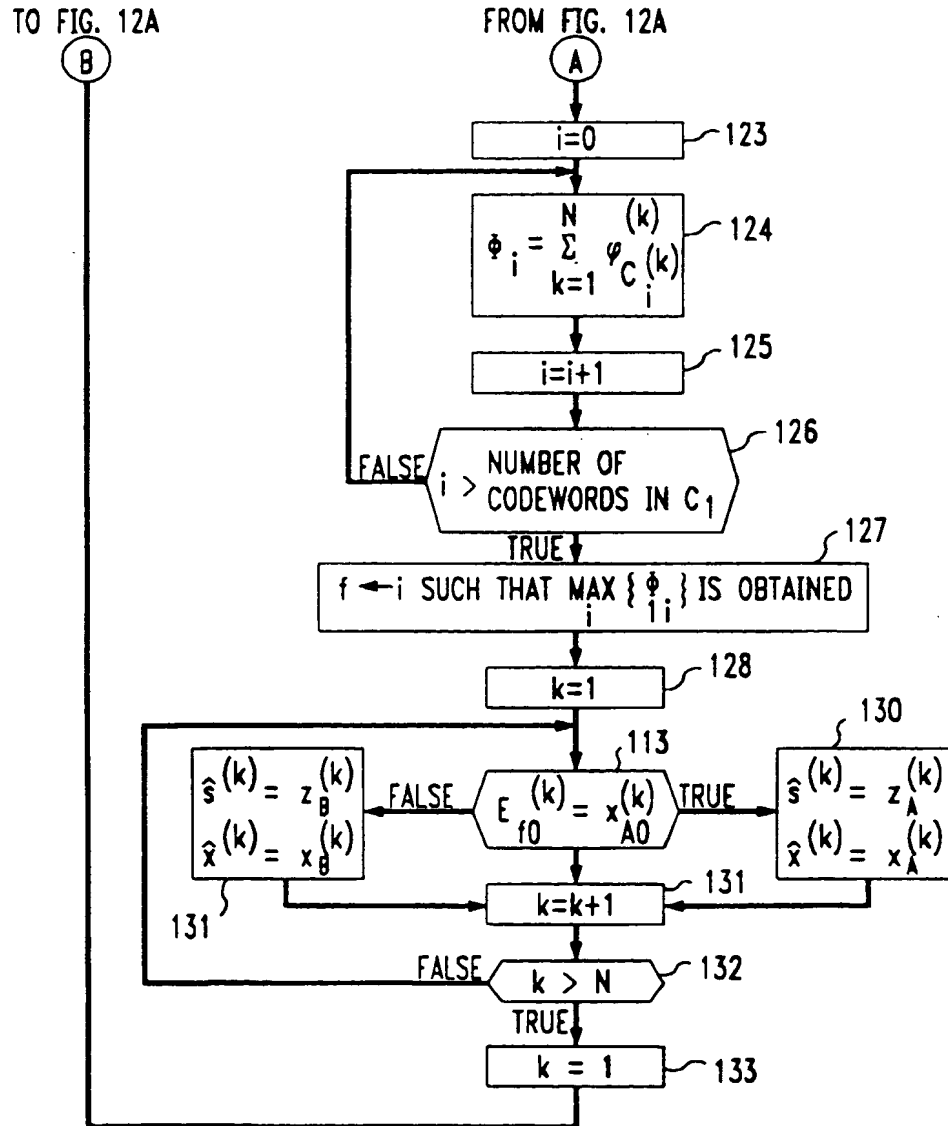 TO FIG. 12A
FROM FIG. 12A
B
A
i=0
123
Φ_i = Σ_{k=1}^{N} φ_{C_i^{(k)}}^{(k)}
124
i=i+1
125
126
FALSE
i > NUMBER OF
CODEWORDS IN C_1
TRUE
127
f ← i SUCH THAT MAX_i { Φ_{1i} } IS OBTAINED
k=1
128
113
130
ŝ^{(k)} = z_B^{(k)}
x̂^{(k)} = x_B^{(k)}
131
FALSE
E_{f0}^{(k)} = x_{A0}^{(k)}
TRUE
ŝ^{(k)} = z_A^{(k)}
x̂^{(k)} = x_A^{(k)}
k=k+1
131
FALSE
k > N
132
TRUE
k = 1
133